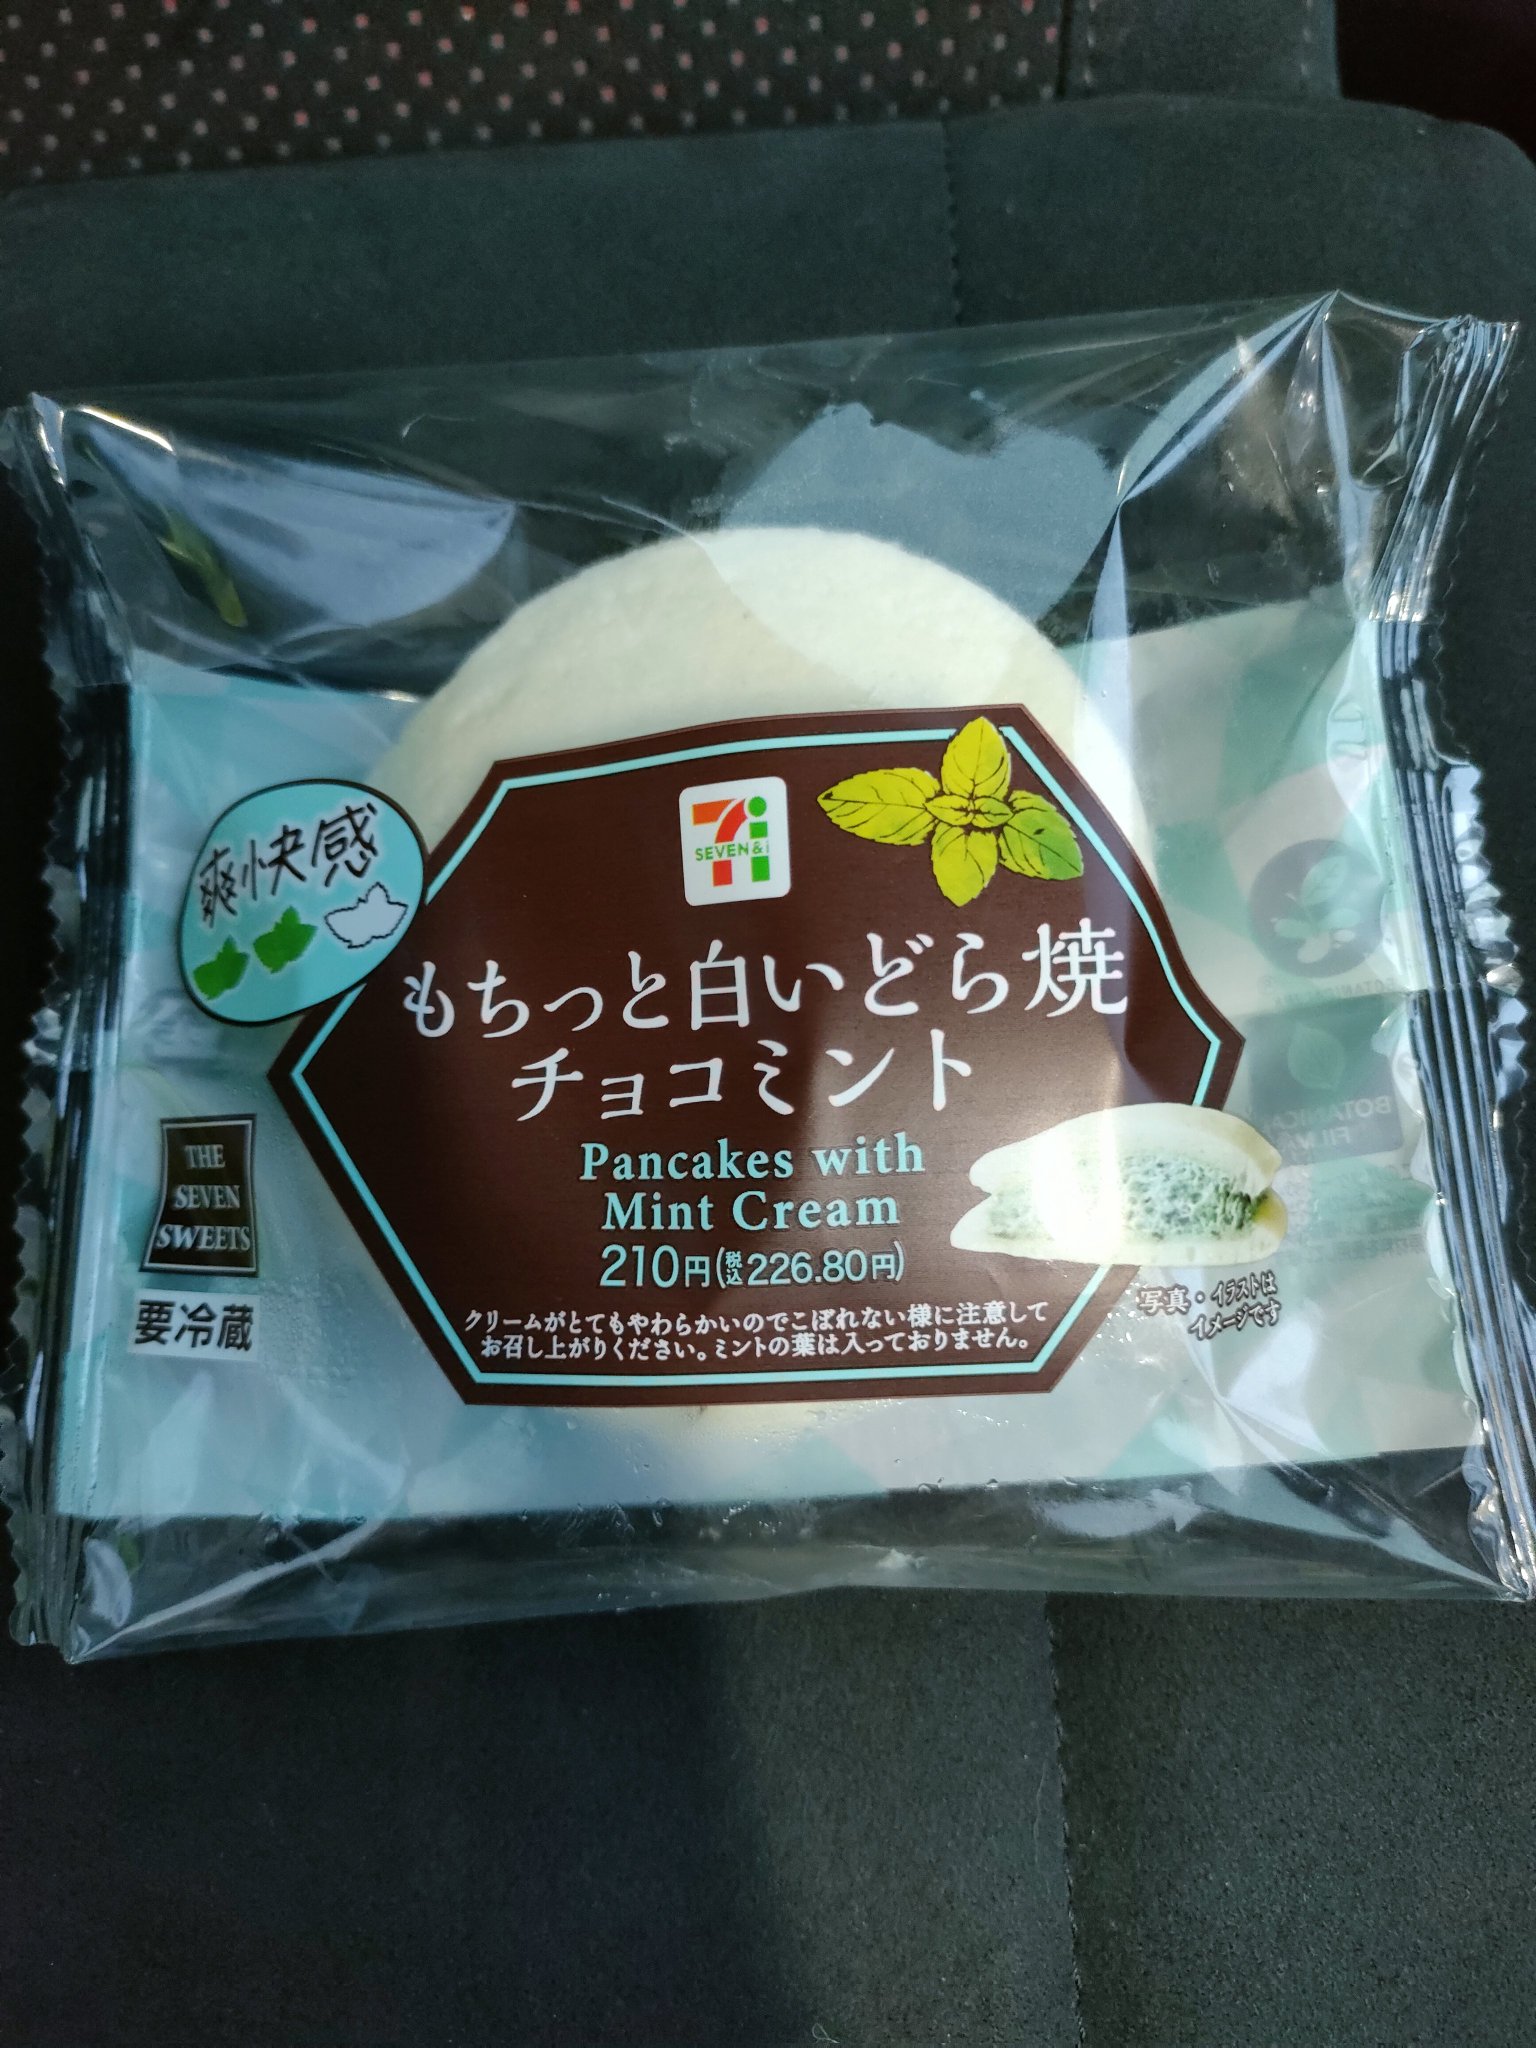 SEVEN & i
爽快感
もちっと白いどら焼
チョコミント
Pancakes with
Mint Cream
210円(税込226.80円)
クリームがとてもやわらかいのでこぼれない様に注意して
お召し上がりください。ミントの葉は入っておりません。
THE
SEVEN
SWEETS
要冷蔵
写真・イラストは
イメージです